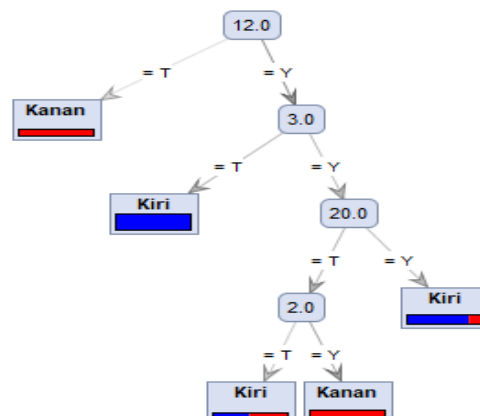 12.0
= T
= Y
Kanan
3.0
= T
= Y
Kiri
20.0
= T
= Y
2.0
Kiri
= T
= Y
Kiri
Kanan